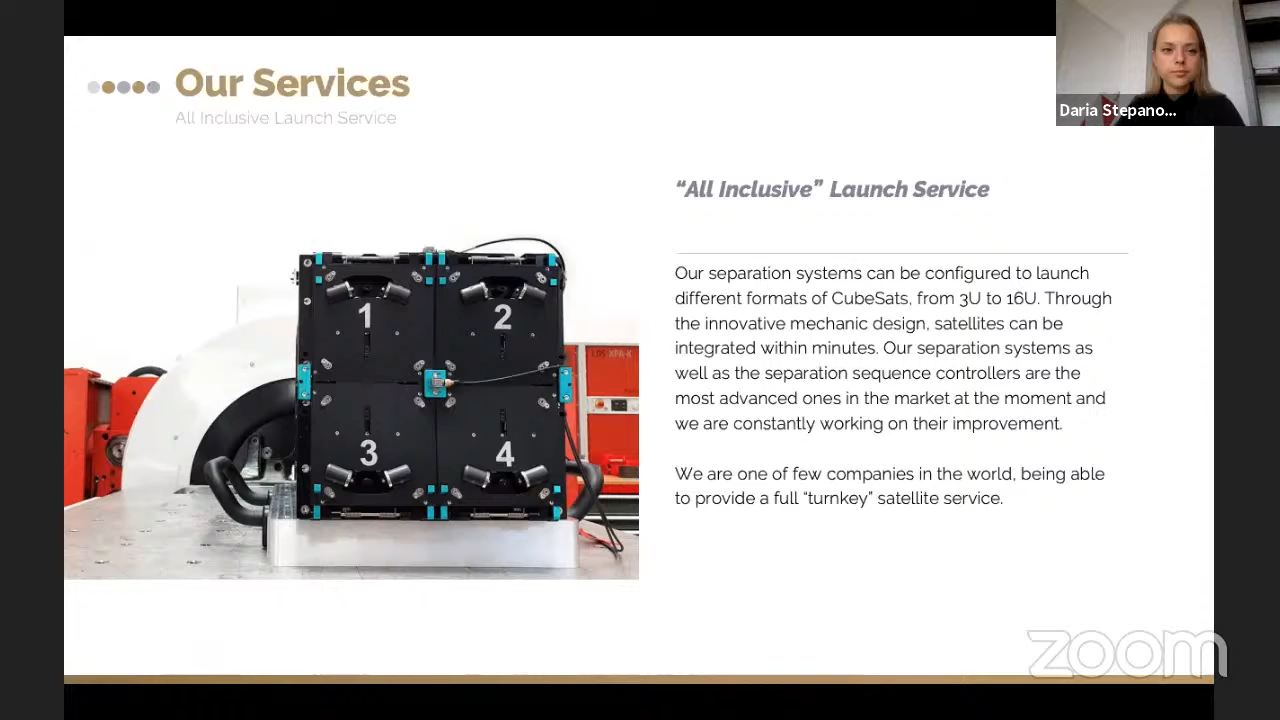 Our Services
All Inclusive Launch Service
Daria Stepano...
“All Inclusive” Launch Service
Our separation systems can be configured to launch
different formats of CubeSats, from 3U to 16U. Through
the innovative mechanic design, satellites can be
integrated within minutes. Our separation systems as
well as the separation sequence controllers are the
most advanced ones in the market at the moment and
we are constantly working on their improvement.
We are one of few companies in the world, being able
to provide a full “turnkey” satellite service.
1
2
3
4
LDS
zoom